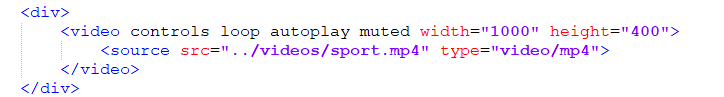 <div>
<video controls loop autoplay muted width="1000" height="400">
<source src="../videos/sport.mp4" type="video/mp4">
</video>
</div>